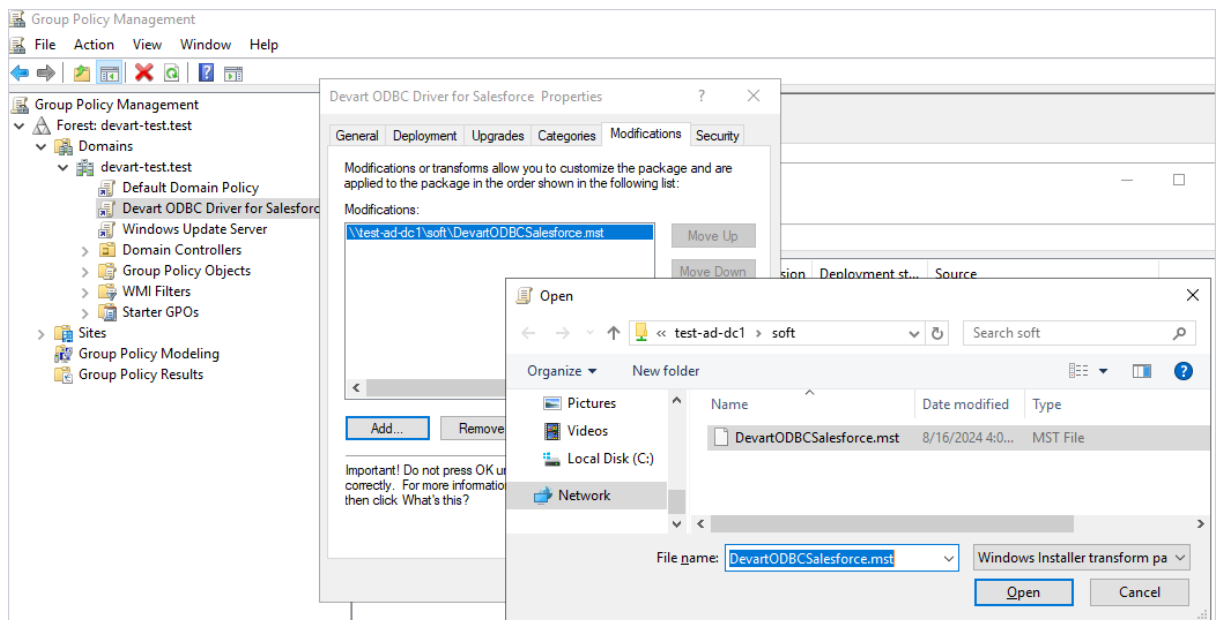 Group Policy Management
File Action View Window Help
Group Policy Management
Forest: devart-test.test
Domains
devart-test.test
Default Domain Policy
Devart ODBC Driver for Salesforc
Windows Update Server
Domain Controllers
Group Policy Objects
WMI Filters
Starter GPOs
Sites
Group Policy Modeling
Group Policy Results
Devart ODBC Driver for Salesforce Properties ?
General Deployment Upgrades Categories Modifications Security
Modifications or transforms allow you to customize the package and are
applied to the package in the order shown in the following list:
Modifications:
\\test-ad-dc1\soft\DevartODBCSalesforce.mst
Move Up
Move Down
Add... Remove
Important! Do not press OK un
correctly. For more information
then click What's this?
sion Deployment st... Source
Open
« test-ad-dc1 > soft
Search soft
Organize New folder
Pictures
Videos
Local Disk (C:)
Network
Name Date modified Type
DevartODBCSalesforce.mst 8/16/2024 4:0... MST File
File name: DevartODBCSalesforce.mst Windows Installer transform pa
Open Cancel